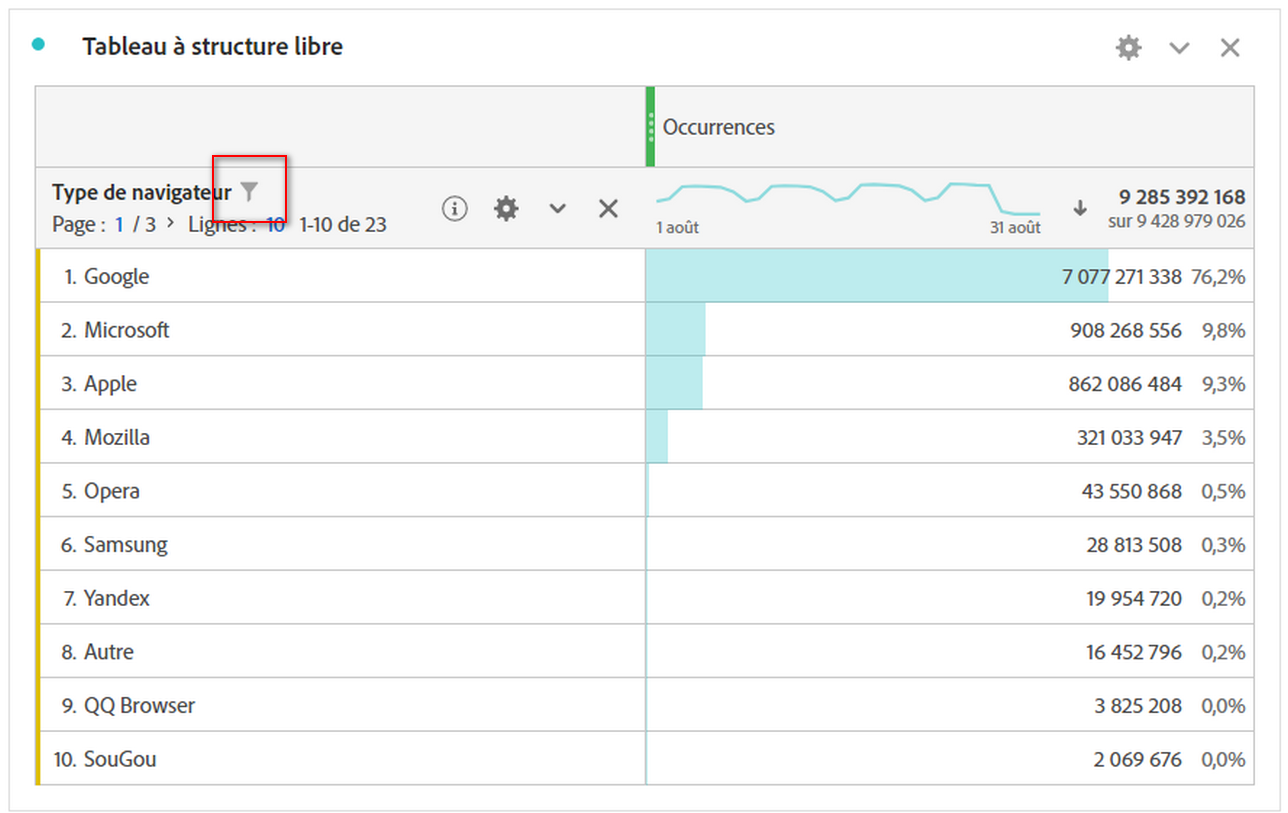 Tableau à structure libre
Occurrences
Type de navigateur
Page : 1 / 3 > Lignes : 10 1-10 de 23
1 août 31 août
9 285 392 168
sur 9 428 979 026
1. Google 7 077 271 338 76,2%
2. Microsoft 908 268 556 9,8%
3. Apple 862 086 484 9,3%
4. Mozilla 321 033 947 3,5%
5. Opera 43 550 868 0,5%
6. Samsung 28 813 508 0,3%
7. Yandex 19 954 720 0,2%
8. Autre 16 452 796 0,2%
9. QQ Browser 3 825 208 0,0%
10. SouGou 2 069 676 0,0%